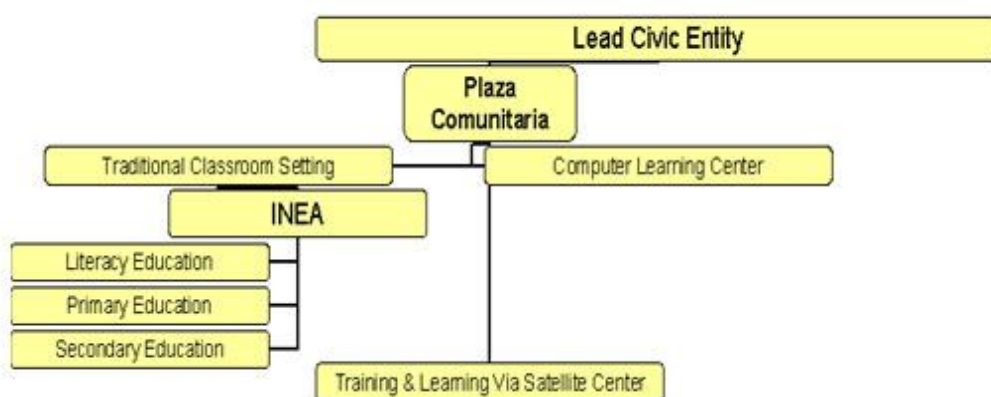 Lead Civic Entity
Plaza
Comunitaria
Traditional Classroom Setting
Computer Learning Center
INEA
Literacy Education
Primary Education
Secondary Education
Training & Learning Via Satellite Center